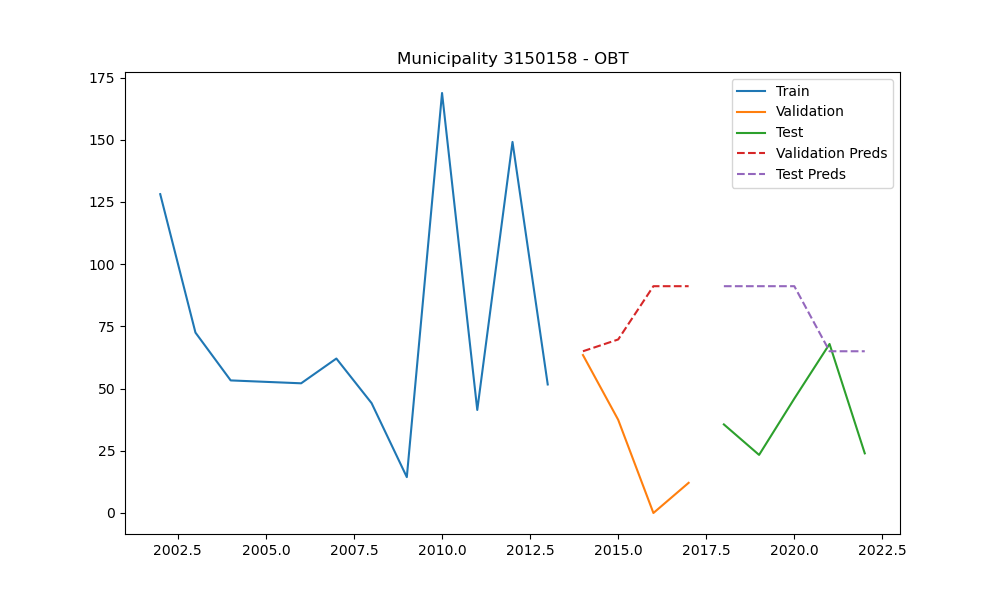 Municipality 3150158 - OBT
175
150
125
100
75
50
25
0
2002.5 2005.0 2007.5 2010.0 2012.5 2015.0 2017.5 2020.0 2022.5
Train
Validation
Test
Validation Preds
Test Preds